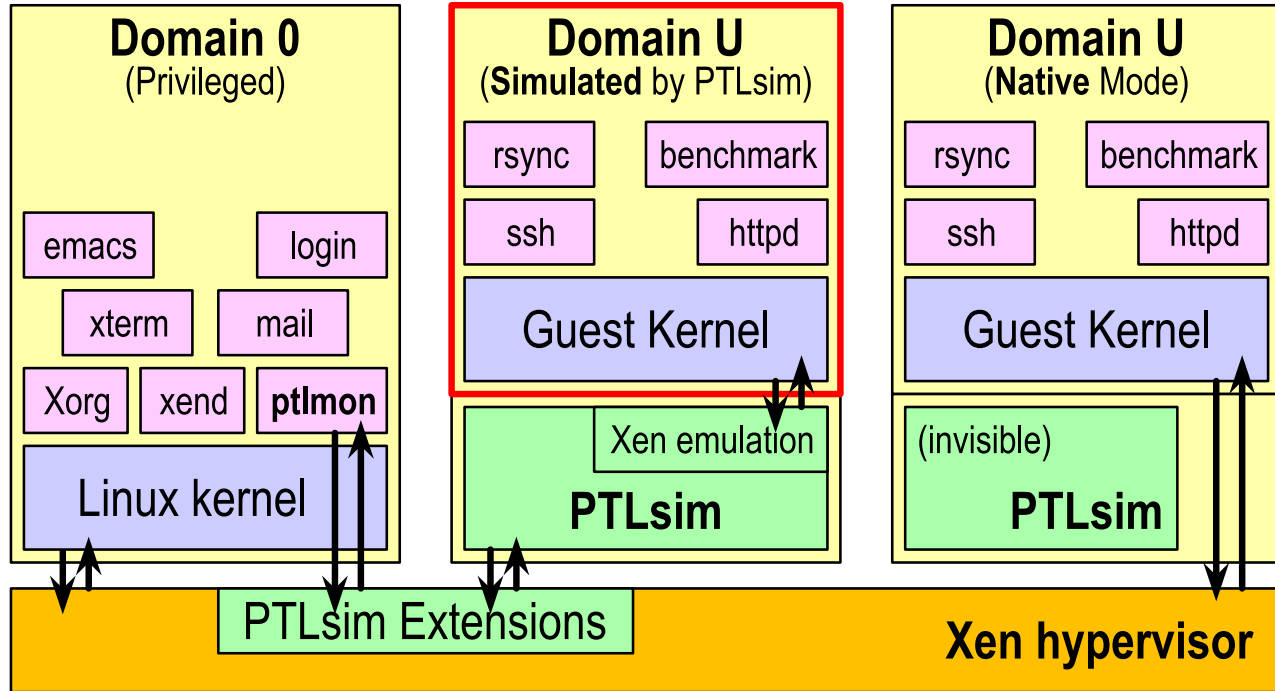 Domain 0
(Privileged)
emacs
login
xterm
mail
Xorg
xend
ptlmon
Linux kernel
Domain U
(Simulated by PTLsim)
rsync
benchmark
ssh
httpd
Guest Kernel
Xen emulation
PTLsim
Domain U
(Native Mode)
rsync
benchmark
ssh
httpd
Guest Kernel
(invisible)
PTLsim
PTLsim Extensions
Xen hypervisor